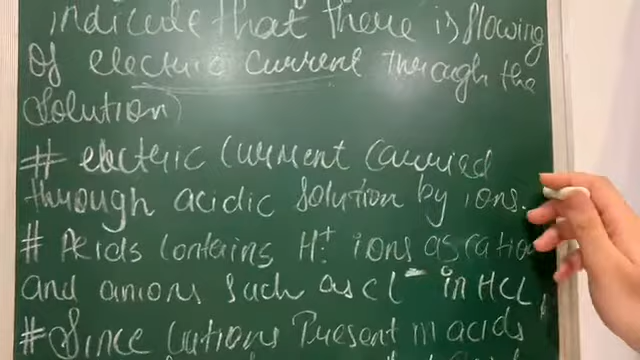 indicate that there is flowing
of electric current through the
solution)
# electric current carried
through acidic solution by ions.
# Acids contains H⁺ ions as cation
and anions such as Cl⁻ in HCl,
# Since cations Present in acids